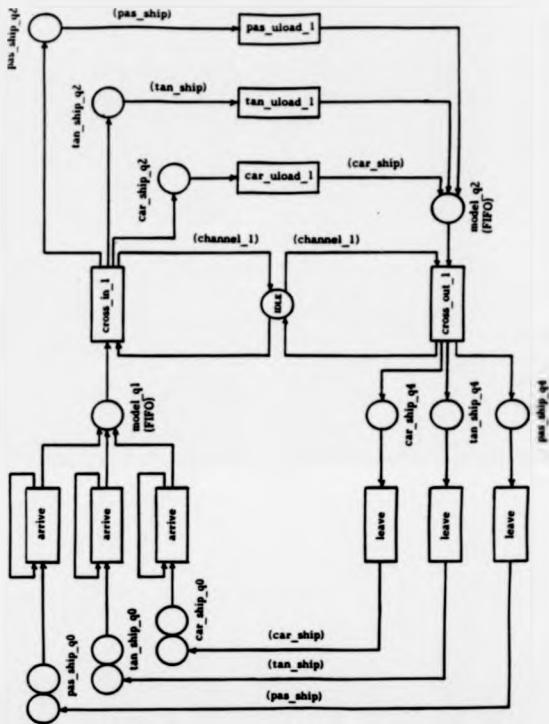 pas_ship_q2
(pas_ship)
pas_uload_1
tan_ship_q2
(tan_ship)
tan_uload_1
car_ship_q2
car_uload_1
(car_ship)
model_q2
(FIFO)
(channel_1)
(channel_1)
cross_in_1
IDLE
cross_out_1
model_q1
(FIFO)
car_ship_q4
tan_ship_q4
pas_ship_q4
arrive
arrive
arrive
leave
leave
leave
pas_ship_q0
tan_ship_q0
car_ship_q0
(car_ship)
(tan_ship)
(pas_ship)